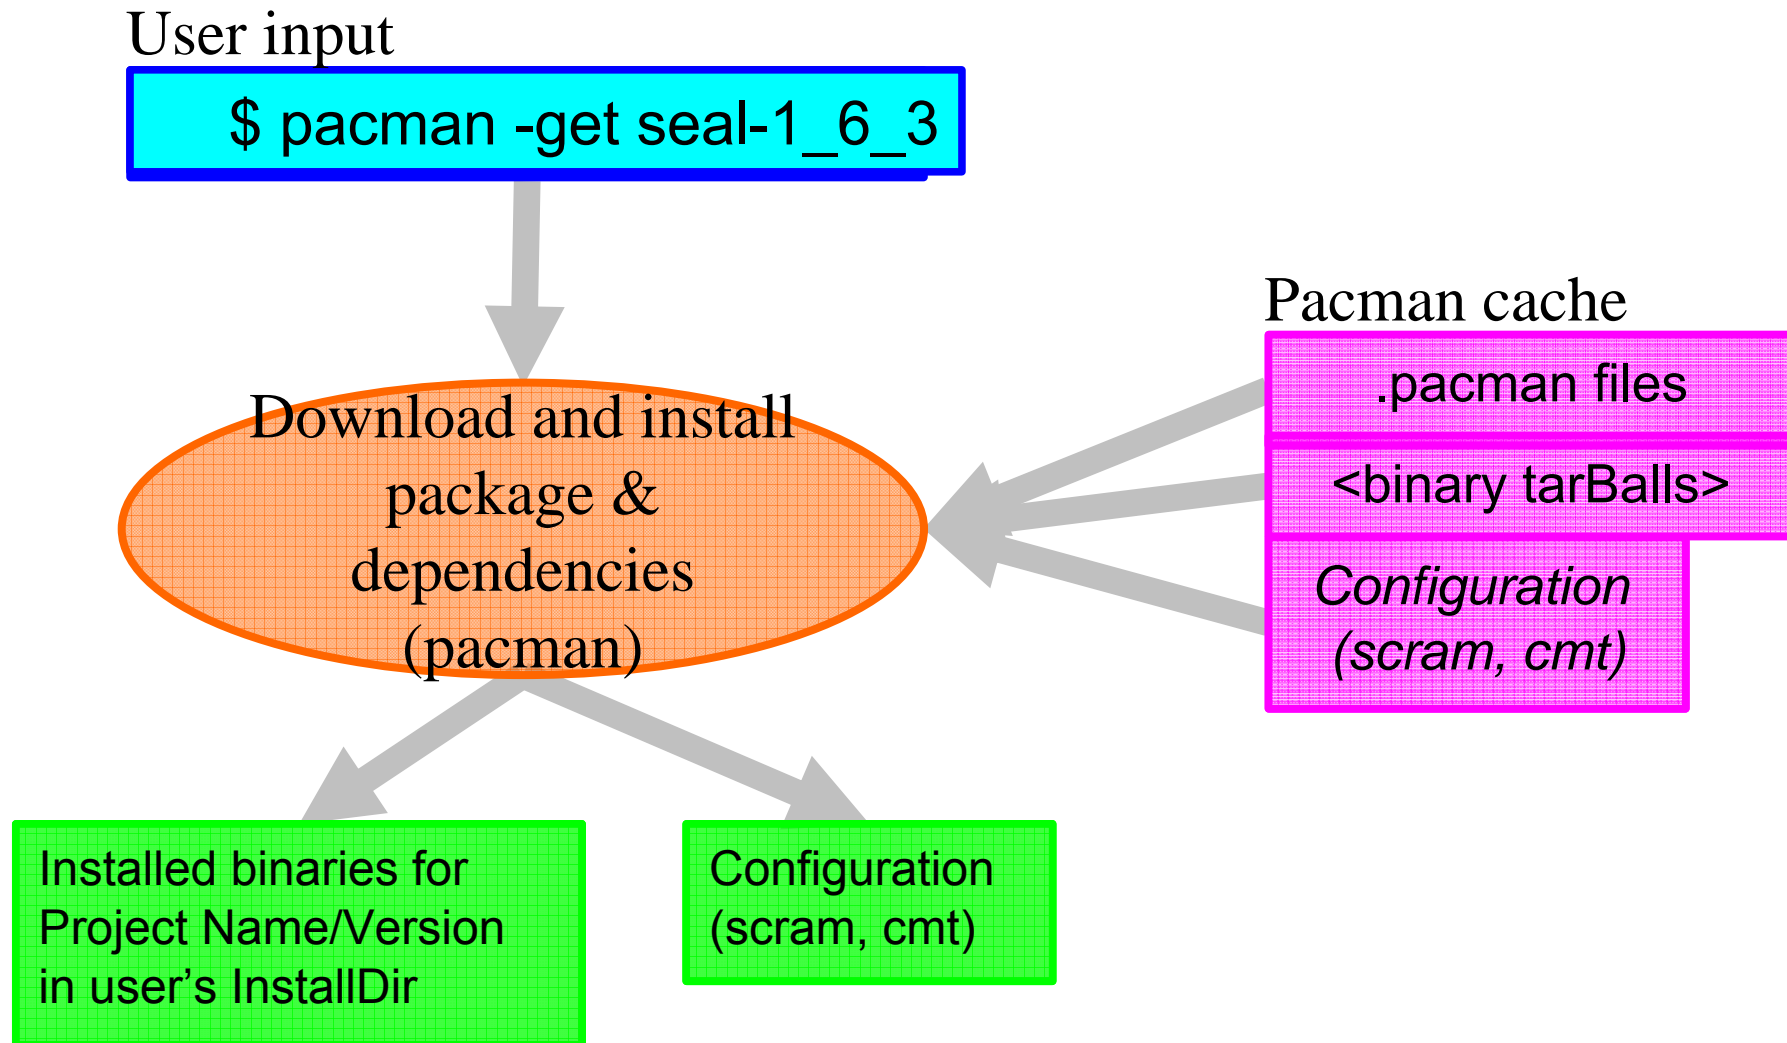 User input
$ pacman -get seal-1_6_3
Pacman cache
.pacman files
<binary tarBalls>
Configuration
(scram, cmt)
Download and install
package &
dependencies
(pacman)
Installed binaries for
Project Name/Version
in user’s InstallDir
Configuration
(scram, cmt)